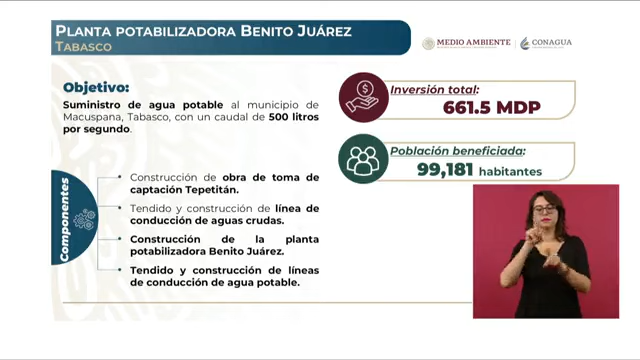 PLANTA POTABILIZADORA BENITO JUÁREZ
TABASCO
MEDIO AMBIENTE
CONAGUA
Objetivo:
Suministro de agua potable al municipio de
Macuspana, Tabasco, con un caudal de 500 litros
por segundo.
Inversión total:
661.5 MDP
Población beneficiada:
99,181 habitantes
Componentes
• Construcción de obra de toma de
captación Tepetitán.
• Tendido y construcción de línea de
conducción de aguas crudas.
• Construcción de la planta
potabilizadora Benito Juárez.
• Tendido y construcción de líneas
de conducción de agua potable.